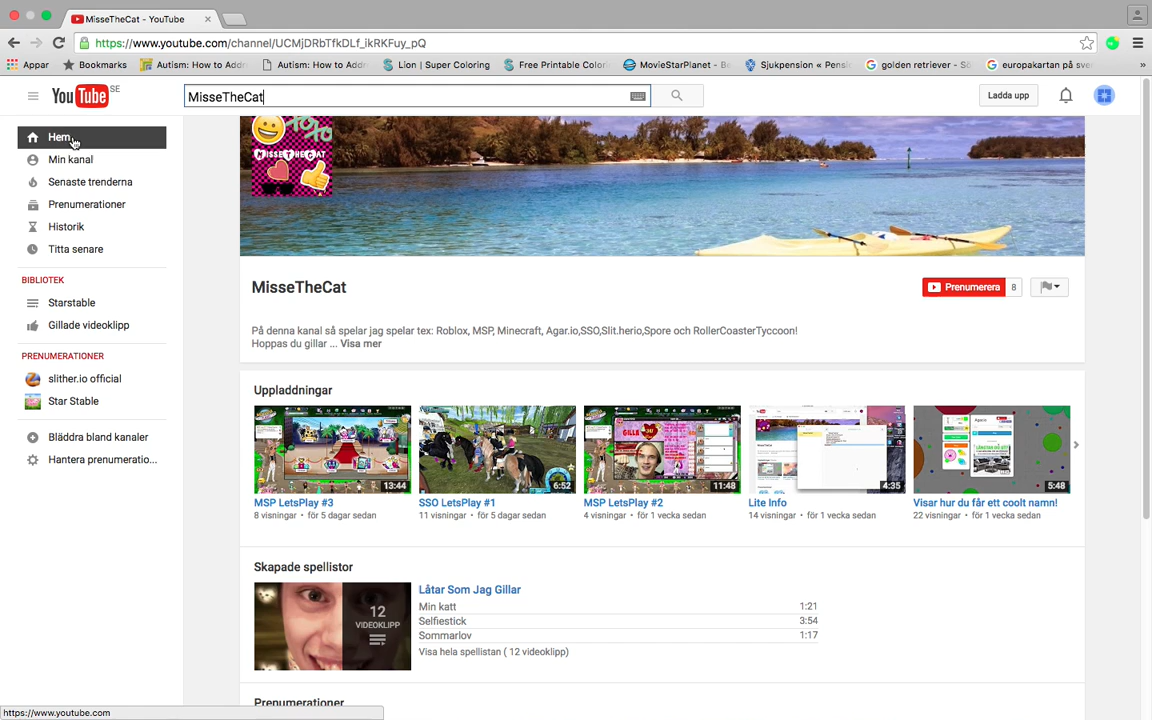 MisseTheCat - YouTube
https://www.youtube.com/channel/UCMjDRbTfkDLf_ikRKFuy_pQ
Appar Bookmarks Autism: How to Addr Autism: How to Addr Lion | Super Coloring Free Printable Color MovieStarPlanet - Be Sjukpension « Pens golden retriever - Sö europakartan på sve
YouTube SE
MisseTheCat
Ladda upp
Hem
Min kanal
Senaste trenderna
Prenumerationer
Historik
Titta senare
BIBLIOTEK
Starstable
Gillade videoklipp
PRENUMERATIONER
slither.io official
Star Stable
Bläddra bland kanaler
Hantera prenumeratio...
XOXO
MISSETHECAT
MisseTheCat
Prenumerera 8
På denna kanal så spelar jag spelar tex: Roblox, MSP, Minecraft, Agar.io,SSO,Slit.herio,Spore och RollerCoasterTyccoon!
Hoppas du gillar ... Visa mer
Uppladdningar
13:44
MSP LetsPlay #3
8 visningar • för 5 dagar sedan
6:52
SSO LetsPlay #1
11 visningar • för 5 dagar sedan
GILLA
11:48
MSP LetsPlay #2
4 visningar • för 1 vecka sedan
4:35
Lite Info
14 visningar • för 1 vecka sedan
5:48
Visar hur du får ett coolt namn!
22 visningar • för 1 vecka sedan
Skapade spellistor
12
VIDEOKLIPP
Låtar Som Jag Gillar
Min katt 1:21
Selfiestick 3:54
Sommarlov 1:17
Visa hela spellistan ( 12 videoklipp)
Prenumerationer
https://www.youtube.com